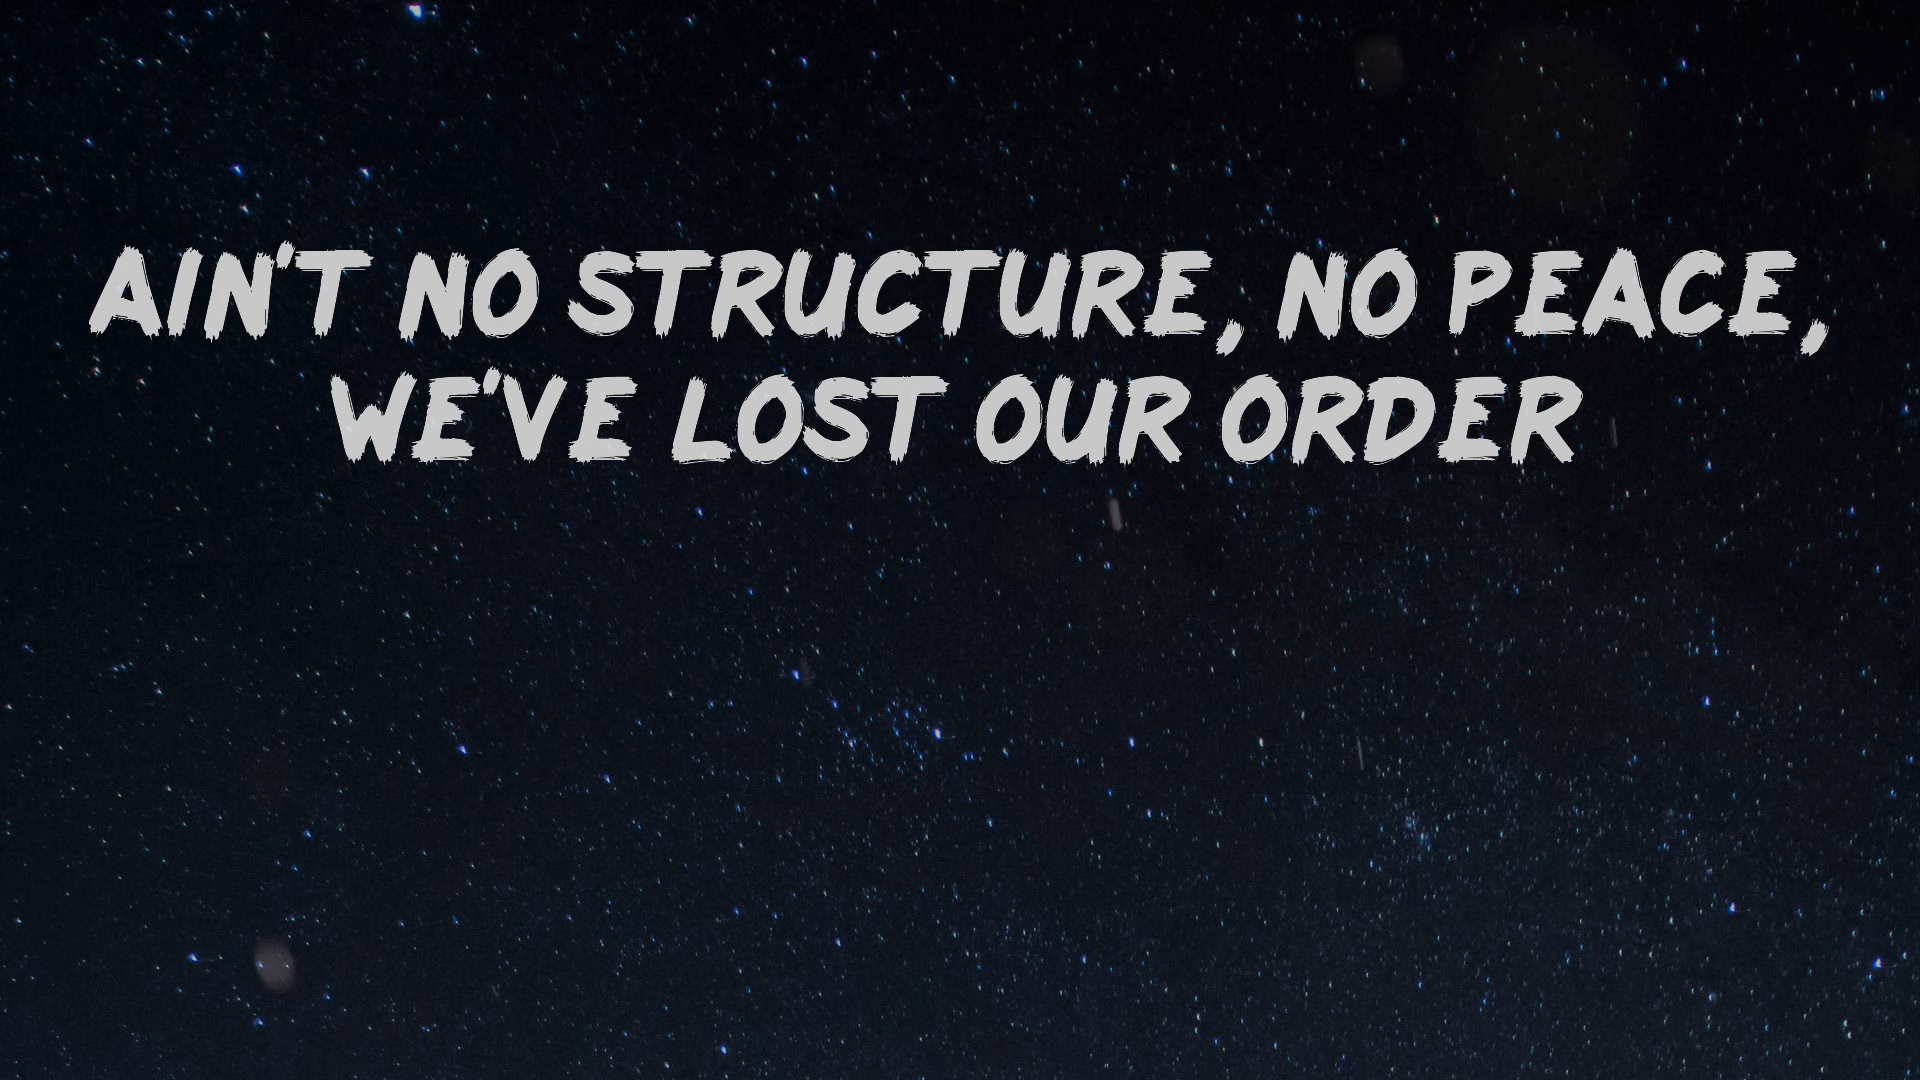 AIN'T NO STRUCTURE, NO PEACE,
WE'VE LOST OUR ORDER